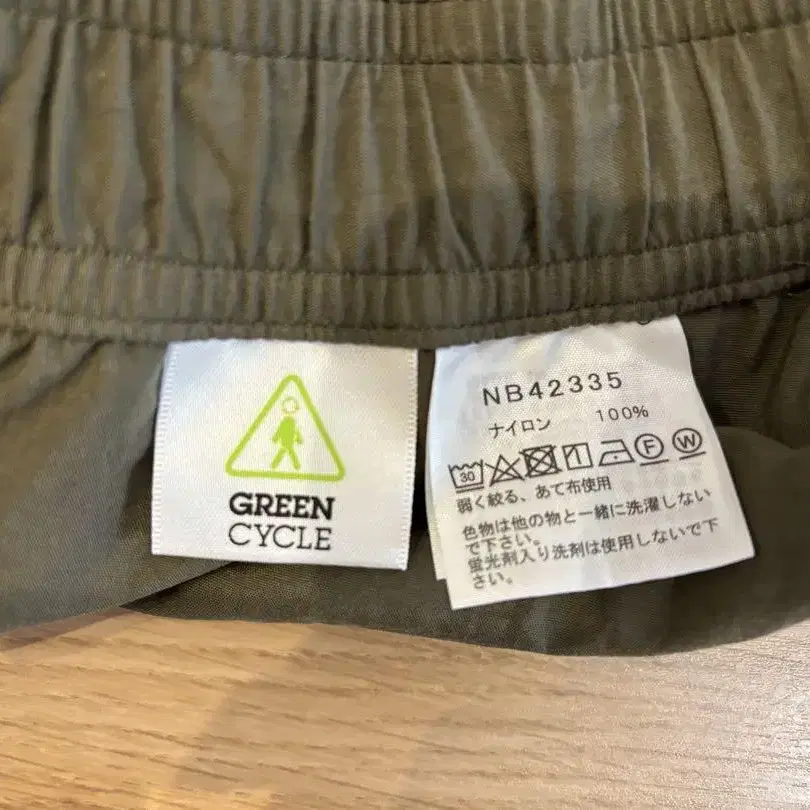 GREEN
CYCLE
NB42335
ナイロン 100%
30 F W
弱く絞る、あて布使用
色物は他の物と一緒に洗濯しない
で下さい。
蛍光剤入り洗剤は使用しないで下
さい。